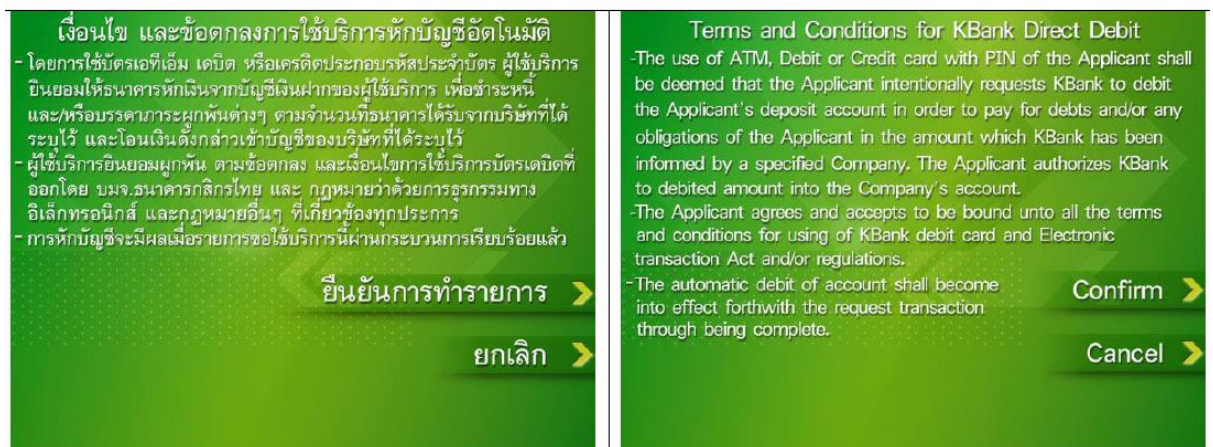 เงื่อนไข และข้อตกลงการใช้บริการหักบัญชีอัตโนมัติ
- โดยการใช้บัตรเอทีเอ็ม เดบิต หรือเครดิตประกอบรหัสประจำบัตร ผู้ใช้บริการ
ยินยอมให้ธนาคารหักเงินจากบัญชีเงินฝากของผู้ใช้บริการ เพื่อชำระหนี้
และ/หรือบรรดาภาระผูกพันต่างๆ ตามจำนวนที่ธนาคารได้รับจากบริษัทที่ได้
ระบุไว้ และโอนเงินดังกล่าวเข้าบัญชีของบริษัทที่ได้ระบุไว้
- ผู้ใช้บริการยินยอมผูกพัน ตามข้อตกลง และเงื่อนไขการใช้บริการบัตรเดบิตที่
ออกโดย บมจ.ธนาคารกสิกรไทย และ กฎหมายว่าด้วยการธุรกรรมทาง
อิเล็กทรอนิกส์ และกฎหมายอื่นๆ ที่เกี่ยวข้องทุกประการ
- การหักบัญชีจะมีผลเมื่อรายการขอใช้บริการนี้ผ่านกระบวนการเรียบร้อยแล้ว
ยืนยันการทำรายการ
ยกเลิก
Terms and Conditions for KBank Direct Debit
-The use of ATM, Debit or Credit card with PIN of the Applicant shall
be deemed that the Applicant intentionally requests KBank to debit
the Applicant's deposit account in order to pay for debts and/or any
obligations of the Applicant in the amount which KBank has been
informed by a specified Company. The Applicant authorizes KBank
to debited amount into the Company's account.
-The Applicant agrees and accepts to be bound unto all the terms
and conditions for using of KBank debit card and Electronic
transaction Act and/or regulations.
-The automatic debit of account shall become
into effect forthwith the request transaction
through being complete.
Confirm
Cancel